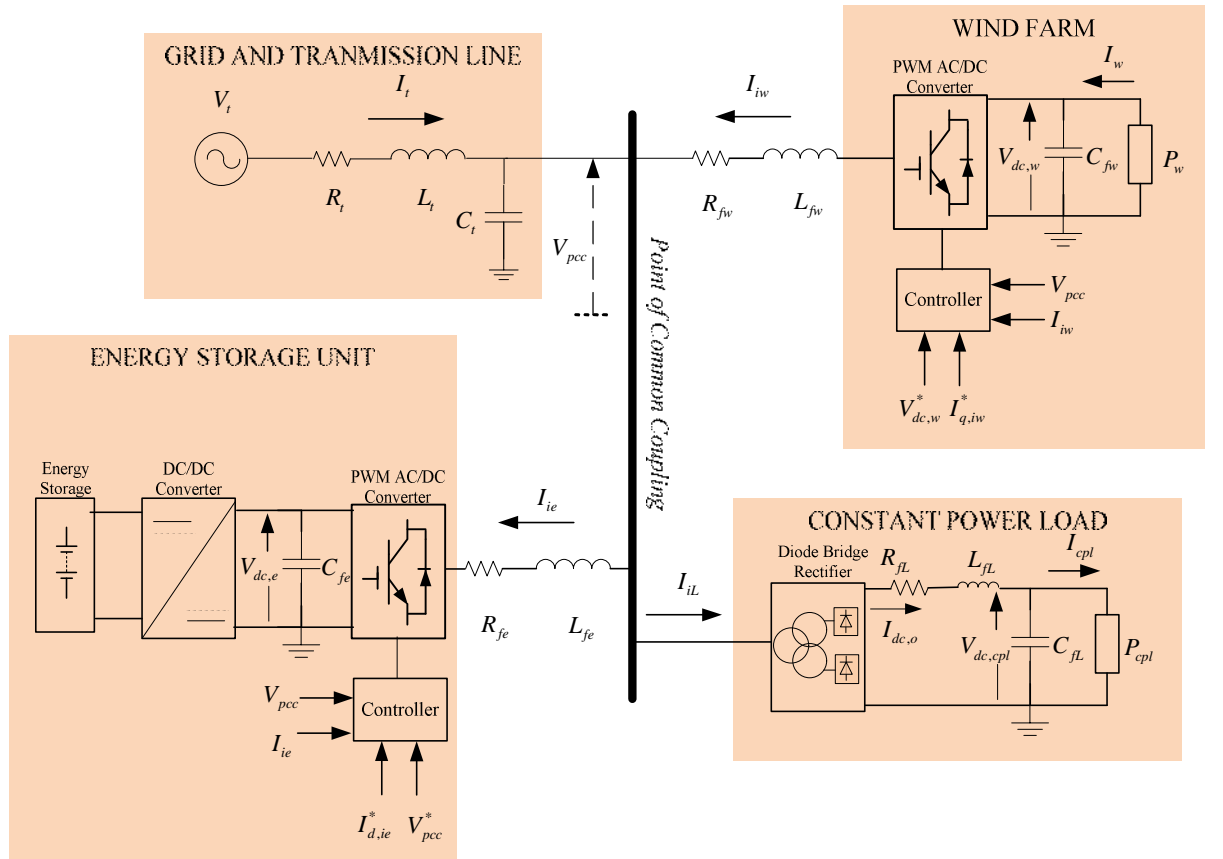 GRID AND TRANMISSION LINE
V_t
I_t
R_t
L_t
C_t
V_pcc
I_iw
R_fw
L_fw
Point of Common Coupling
WIND FARM
PWM AC/DC
Converter
I_w
V_dc,w
C_fw
P_w
Controller
V_pcc
I_iw
V*_dc,w
I*_q,iw
ENERGY STORAGE UNIT
Energy
Storage
DC/DC
Converter
PWM AC/DC
Converter
V_dc,e
C_fe
I_ie
R_fe
L_fe
V_pcc
I_ie
Controller
I*_d,ie
V*_pcc
I_iL
CONSTANT POWER LOAD
Diode Bridge
Rectifier
R_fL
L_fL
I_cpl
I_dc,o
V_dc,cpl
C_fL
P_cpl